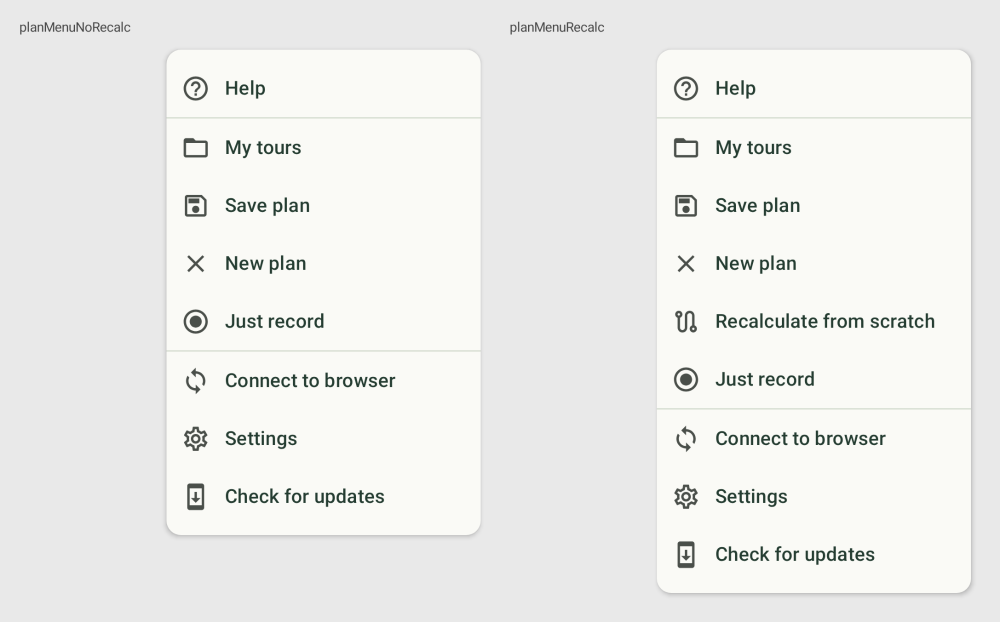 planMenuNoRecalc
Help
My tours
Save plan
New plan
Just record
Connect to browser
Settings
Check for updates
planMenuRecalc
Help
My tours
Save plan
New plan
Recalculate from scratch
Just record
Connect to browser
Settings
Check for updates